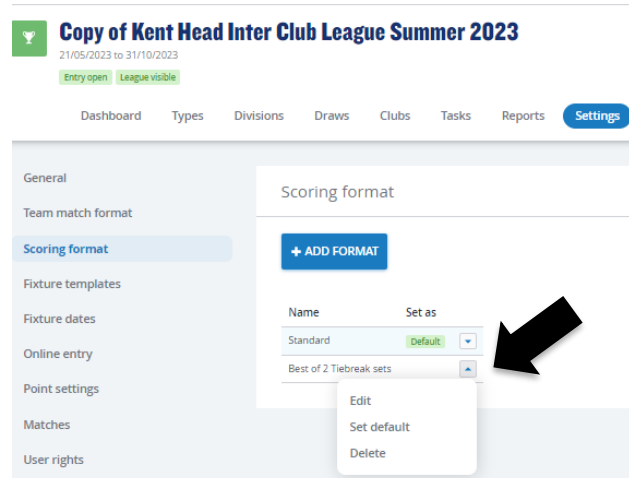 Copy of Kent Head Inter Club League Summer 2023
21/05/2023 to 31/10/2023
Entry open League visible
Dashboard Types Divisions Draws Clubs Tasks Reports Settings
General
Team match format
Scoring format
Fixture templates
Fixture dates
Online entry
Point settings
Matches
User rights
Scoring format
+ ADD FORMAT
Name Set as
Standard Default
Best of 2 Tiebreak sets
Edit
Set default
Delete